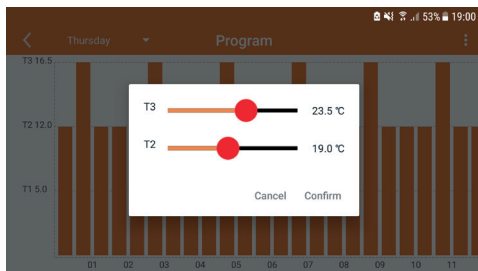 53% 19:00
Thursday Program
T3 16.5
T3 23.5 ℃
T2 12.0
T2 19.0 ℃
T1 5.0
Cancel Confirm
01 02 03 04 05 06 07 08 09 10 11